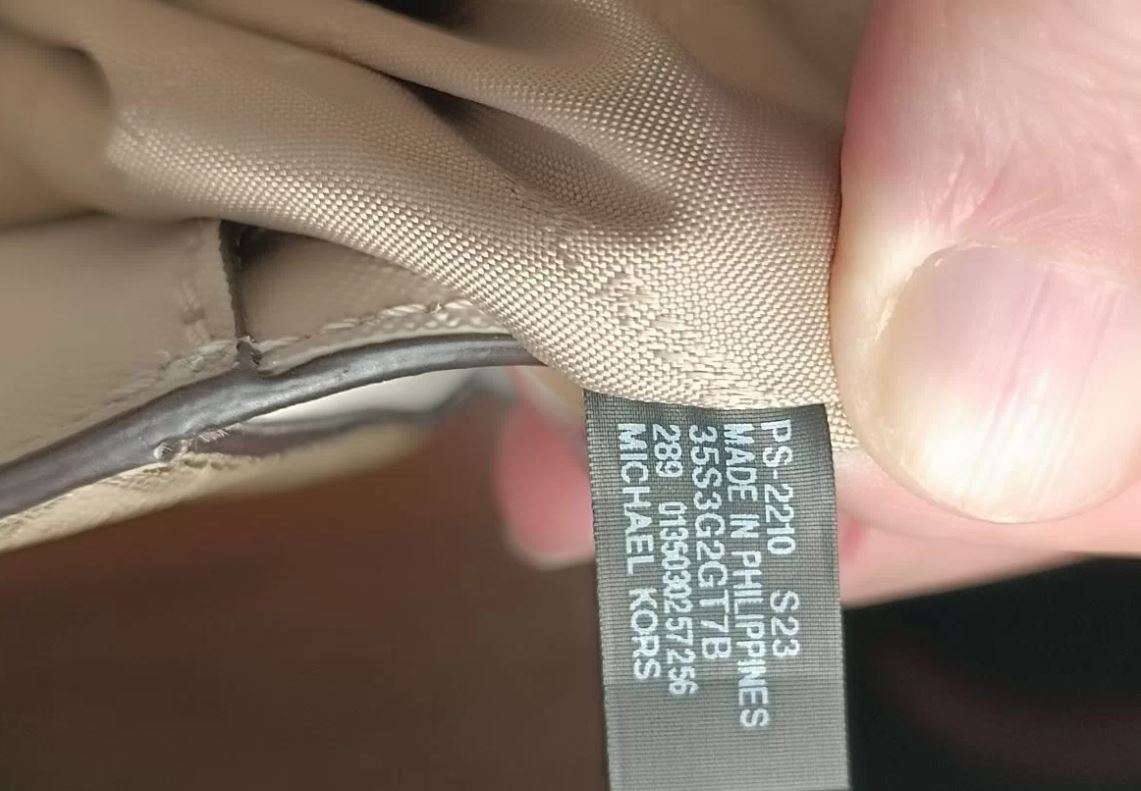 PS-2210 S23
MADE IN PHILIPPINES
35S3G2GT7B
289 0135030257256
MICHAEL KORS